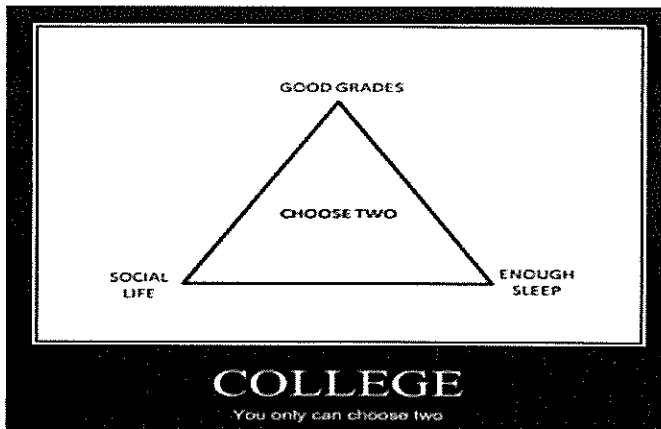 GOOD GRADES
CHOOSE TWO
SOCIAL
LIFE
ENOUGH
SLEEP
COLLEGE
You only can choose two